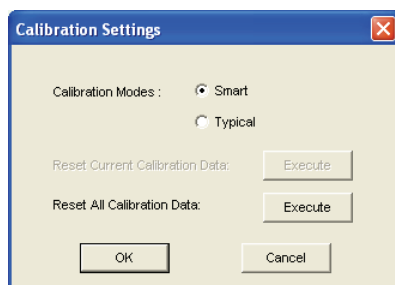 Calibration Settings
Calibration Modes : Smart
Typical
Reset Current Calibration Data: Execute
Reset All Calibration Data: Execute
OK Cancel